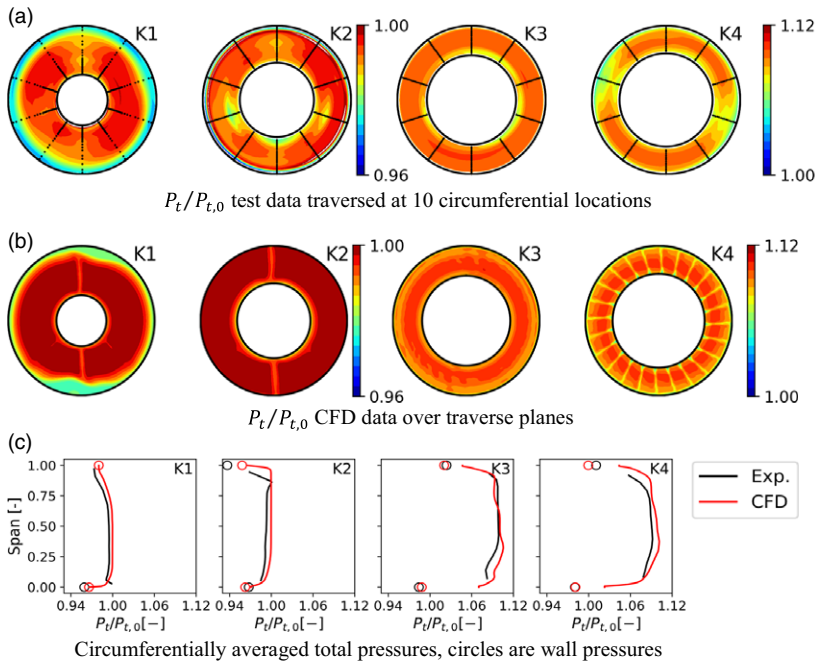 (a)
K1 K2 K3 K4
1.00 1.12
0.96 1.00
P_t/P_{t,0} test data traversed at 10 circumferential locations
(b)
K1 K2 K3 K4
1.00 1.12
0.96 1.00
P_t/P_{t,0} CFD data over traverse planes
(c)
1.00 K1 K2 K3 K4
Exp.
0.75
CFD
0.50
0.25
0.00
Span [-]
0.94 1.00 1.06 1.12 0.94 1.00 1.06 1.12 0.94 1.00 1.06 1.12 0.94 1.00 1.06 1.12
P_t/P_{t,0}[−] P_t/P_{t,0}[−] P_t/P_{t,0}[−] P_t/P_{t,0}[−]
Circumferentially averaged total pressures, circles are wall pressures